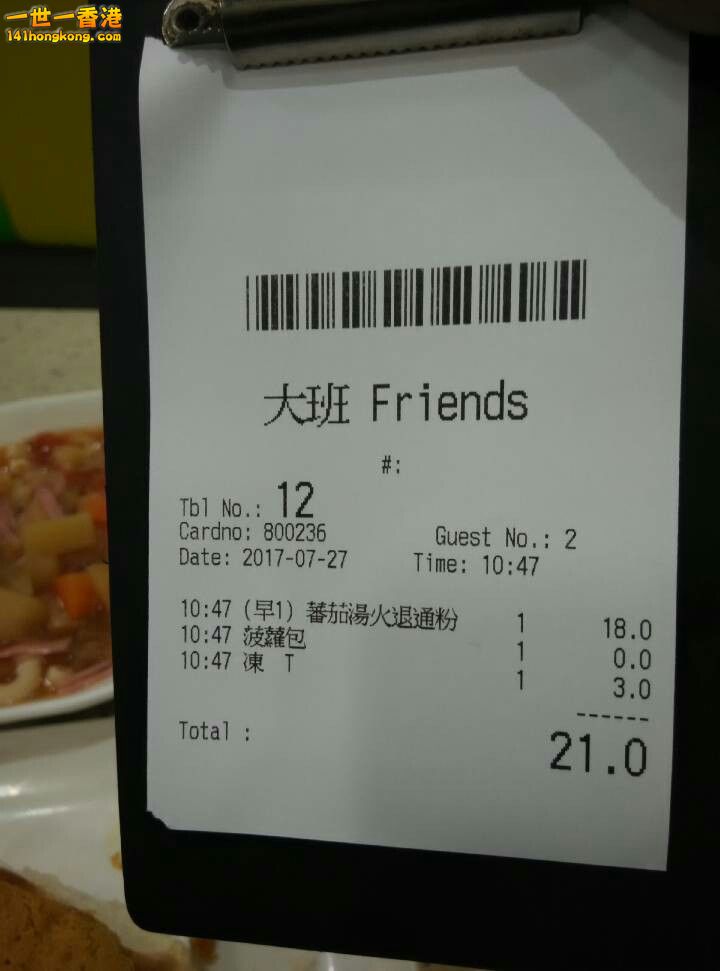 一世一香港
141hongkong.com
大班 Friends
#:
Tbl No.: 12
Cardno: 800236 Guest No.: 2
Date: 2017-07-27 Time: 10:47
10:47 (早1) 蕃茄湯火退通粉 1 18.0
10:47 菠蘿包 1 0.0
10:47 凍 T 1 3.0
------
Total : 21.0